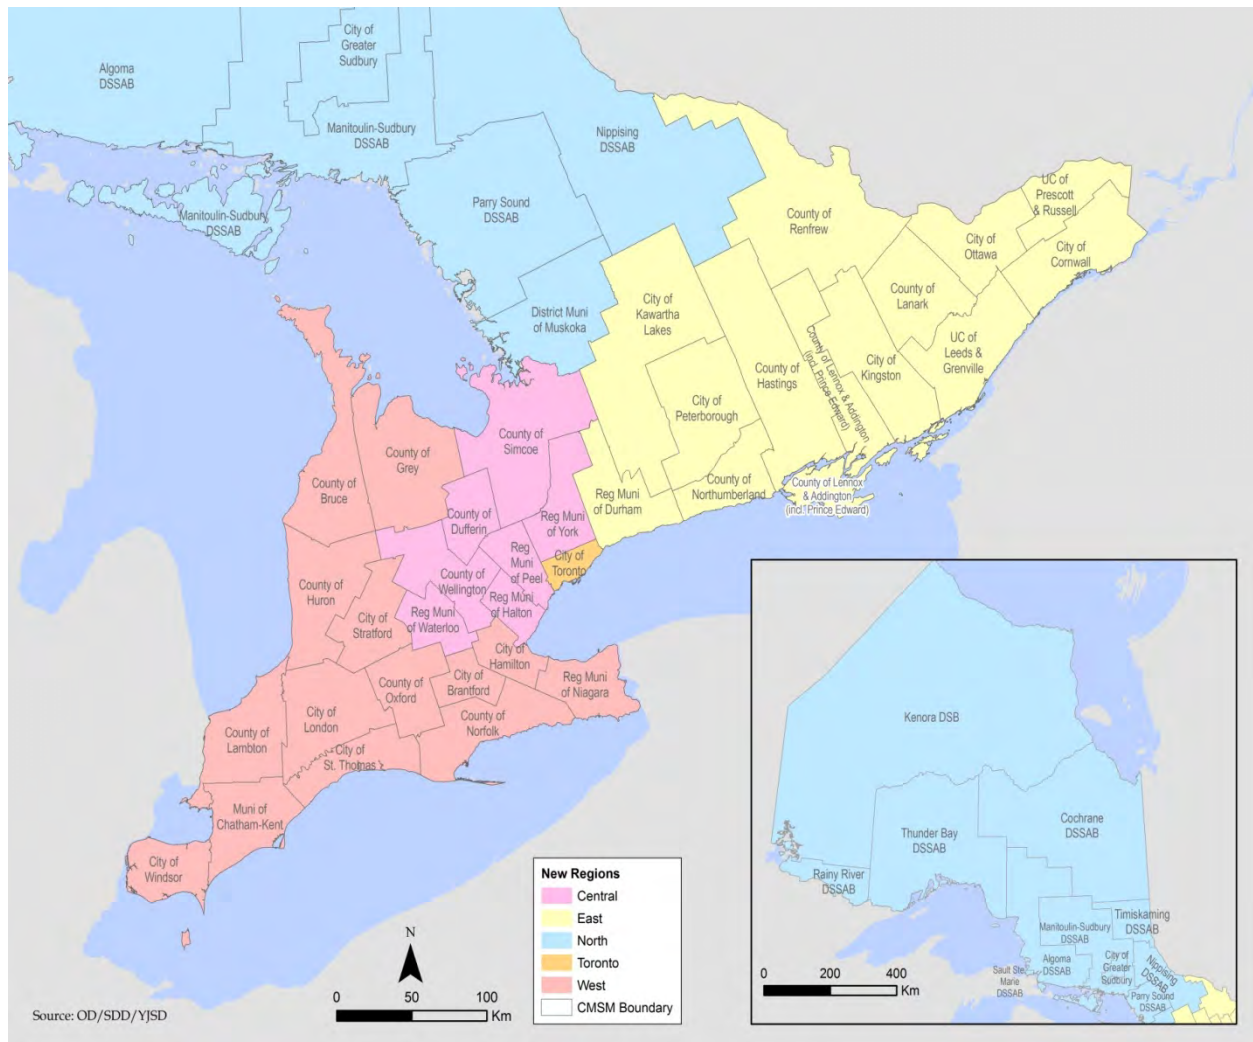 City of
Greater
Sudbury
Algoma
DSSAB
Manitoulin-Sudbury
DSSAB
Nippising
DSSAB
Parry Sound
DSSAB
Manitoulin-Sudbury
DSSAB
UC of
Prescott
& Russell
County of
Renfrew
City of
Ottawa
City of
Cornwall
County of
Lanark
City of
Kawartha
Lakes
District Muni
of Muskoka
UC of
Leeds &
Grenville
County of Lennox & Addington
(incl. Prince Edward)
City of
Kingston
County of
Hastings
City of
Peterborough
County of
Simcoe
County of
Grey
County of
Bruce
County of
Northumberland
Reg Muni
of Durham
County of Lennox
& Addington
(incl. Prince Edward)
County of
Dufferin
Reg Muni
of York
Reg
Muni
of Peel
City of
Toronto
County of
Wellington
County of
Huron
Reg Muni
of Halton
Reg Muni
of Waterloo
City of
Stratford
City of
Hamilton
City of
Brantford
County of
Oxford
Reg Muni
of Niagara
County of
Norfolk
City of
London
County of
Lambton
City of
St. Thomas
Muni of
Chatham-Kent
City of
Windsor
Kenora DSB
Cochrane
DSSAB
Thunder Bay
DSSAB
Rainy River
DSSAB
Timiskaming
DSSAB
Manitoulin-Sudbury
DSSAB
Algoma
DSSAB
City of
Greater
Sudbury
Nippising
DSSAB
Sault Ste.
Marie
DSSAB
Parry Sound
DSSAB
0 200 400
Km
New Regions
Central
East
North
Toronto
West
CMSM Boundary
N
0 50 100
Km
Source: OD/SDD/YJSD